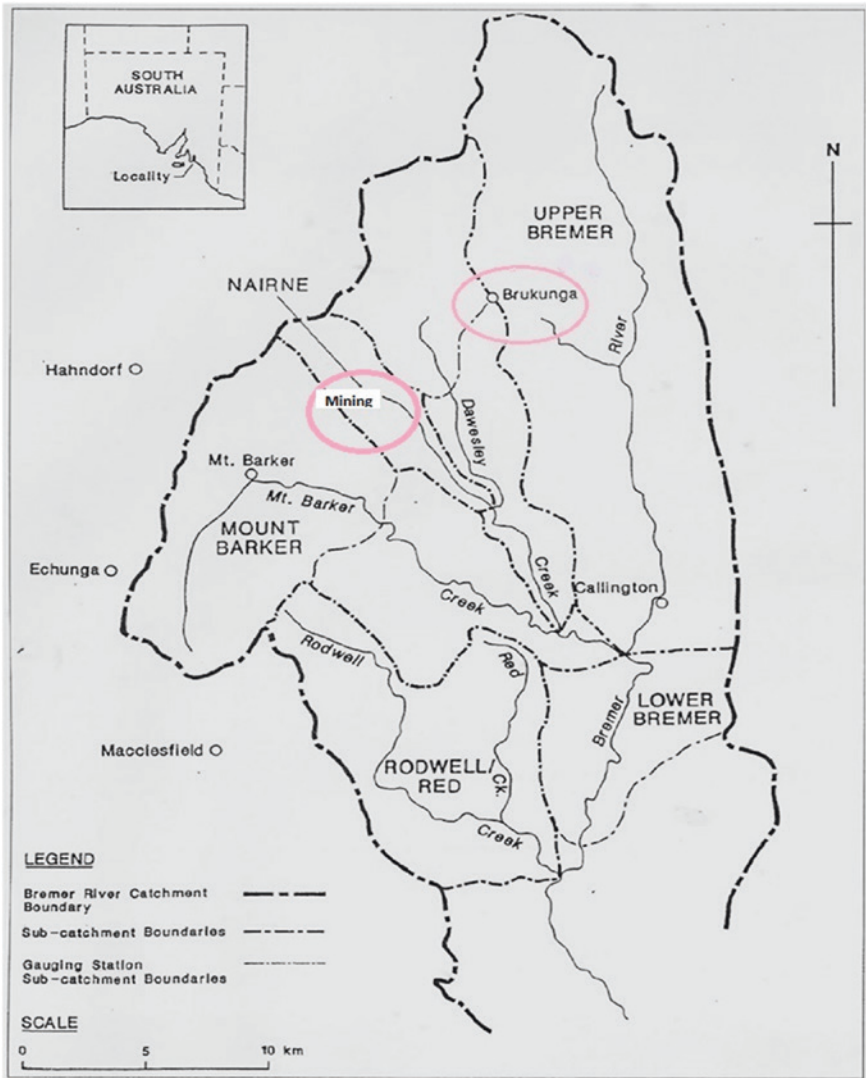 SOUTH
AUSTRALIA
Locality
N
UPPER
BREMER
NAIRNE
Brukunga
River
Hahndorf
Mining
Dawesley
Mt. Barker
Mt. Barker
MOUNT
BARKER
Echunga
Creek
Creek
Callington
Rodwell
Red
LOWER
BREMER
Bremer
Macclesfield
RODWELL/
RED
Ck.
Creek
LEGEND
Bremer River Catchment
Boundary
Sub-catchment Boundaries
Gauging Station
Sub-catchment Boundaries
SCALE
0 5 10 km